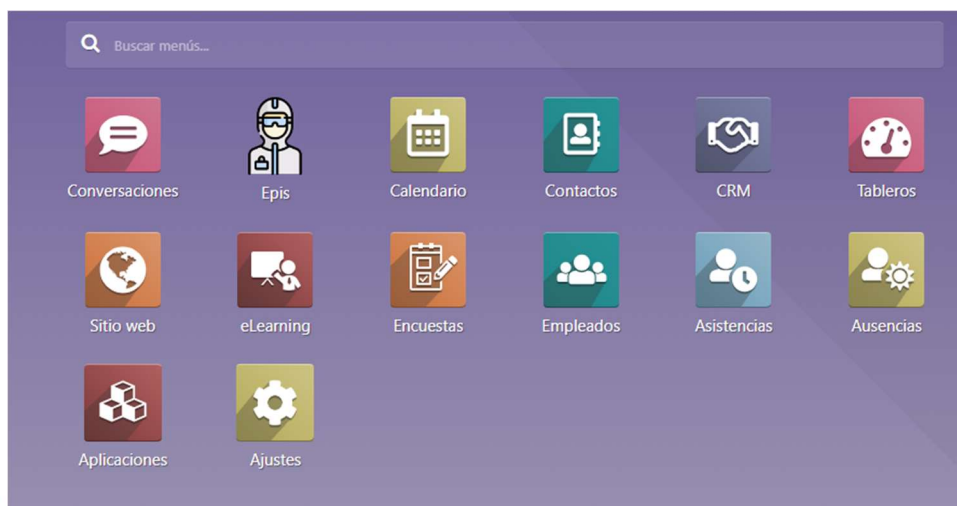 Buscar menús...
Conversaciones Epis Calendario Contactos CRM Tableros
Sitio web eLearning Encuestas Empleados Asistencias Ausencias
Aplicaciones Ajustes